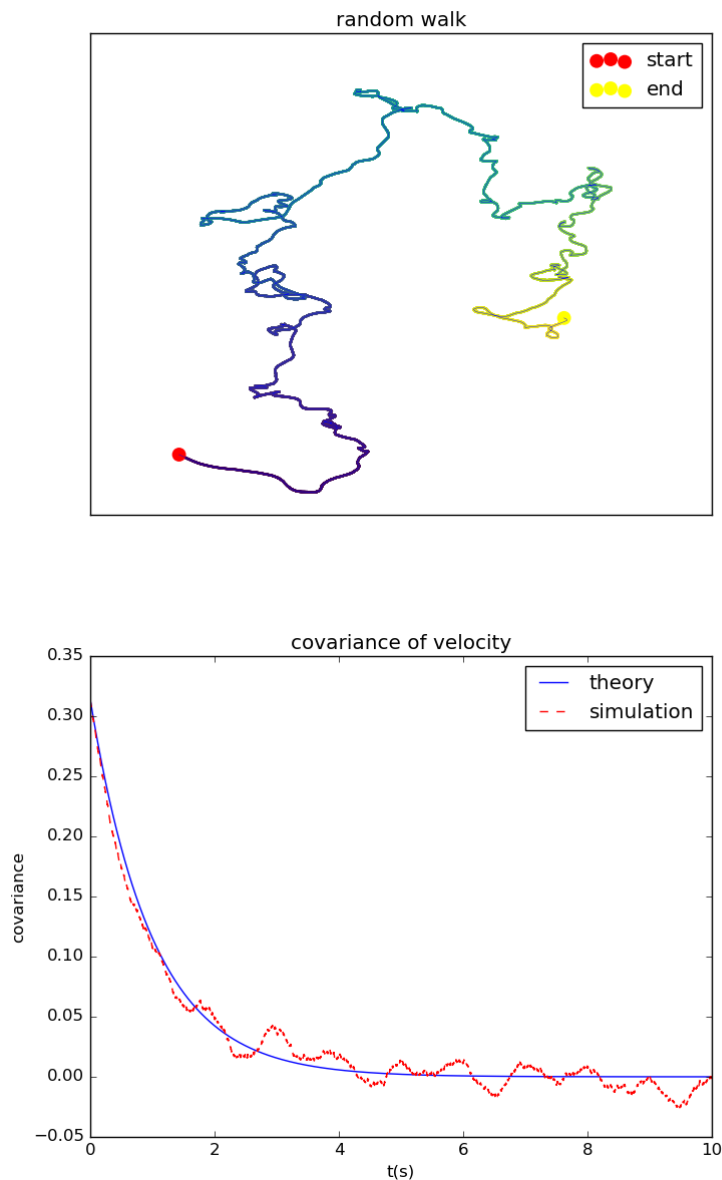 random walk
start
end
covariance of velocity
0.35
0.30
0.25
0.20
0.15
0.10
0.05
0.00
−0.05
covariance
theory
simulation
0 2 4 6 8 10
t(s)